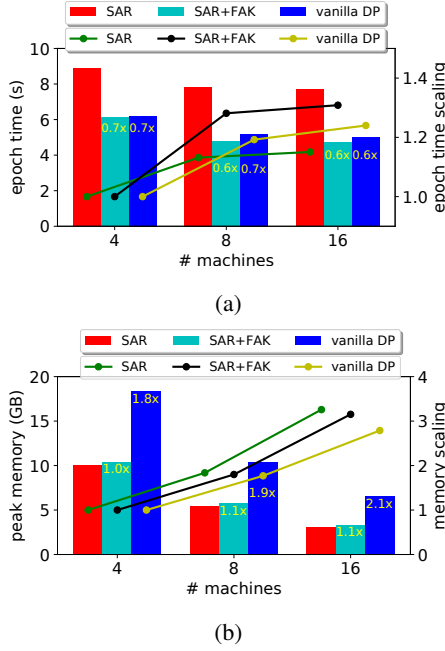 SAR SAR+FAK vanilla DP
SAR SAR+FAK vanilla DP
10
8
6
4
2
0
epoch time (s)
0.7x 0.7x
0.6x 0.7x
0.6x 0.6x
1.4
1.2
1.0
epoch time scaling
4 8 16
# machines
(a)
SAR SAR+FAK vanilla DP
SAR SAR+FAK vanilla DP
20
15
10
5
0
peak memory (GB)
1.0x 1.8x
1.1x 1.9x
1.1x 2.1x
4
3
2
1
0
memory scaling
4 8 16
# machines
(b)